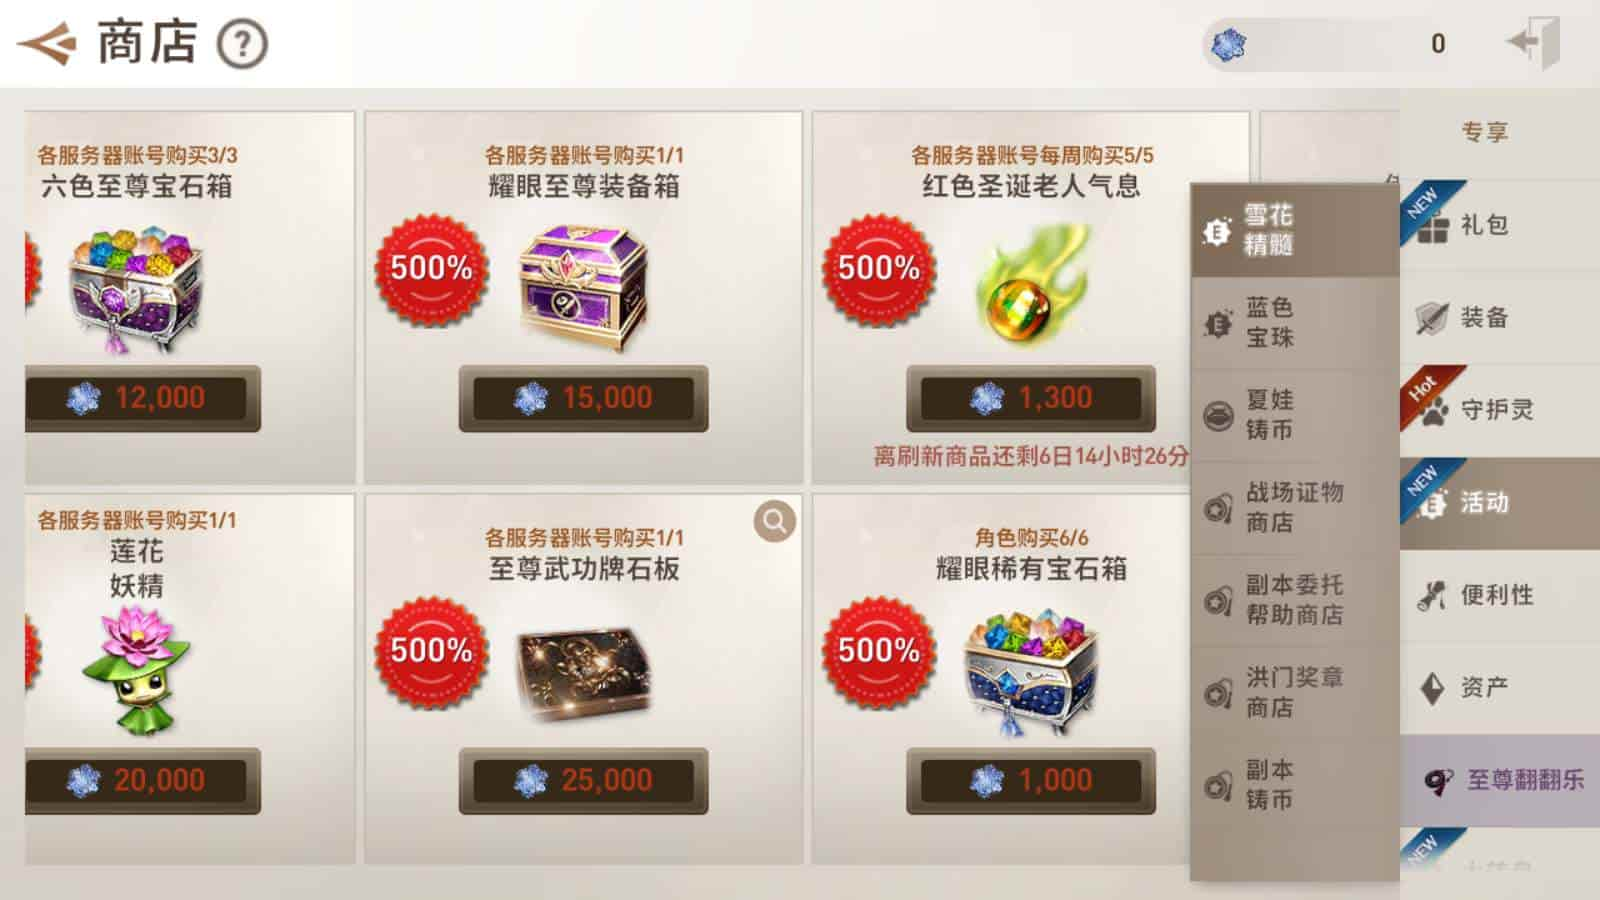 商店 ?
0
各服务器账号购买3/3
六色至尊宝石箱
12,000
各服务器账号购买1/1
耀眼至尊装备箱
500%
15,000
各服务器账号每周购买5/5
红色圣诞老人气息
500%
1,300
离刷新商品还剩6日14小时26分
各服务器账号购买1/1
莲花
妖精
20,000
各服务器账号购买1/1
至尊武功牌石板
500%
25,000
角色购买6/6
耀眼稀有宝石箱
500%
1,000
雪花
精髓
蓝色
宝珠
夏娃
铸币
战场证物
商店
副本委托
帮助商店
洪门奖章
商店
副本
铸币
专享
NEW
礼包
装备
Hot
守护灵
NEW
活动
便利性
资产
至尊翻翻乐
NEW